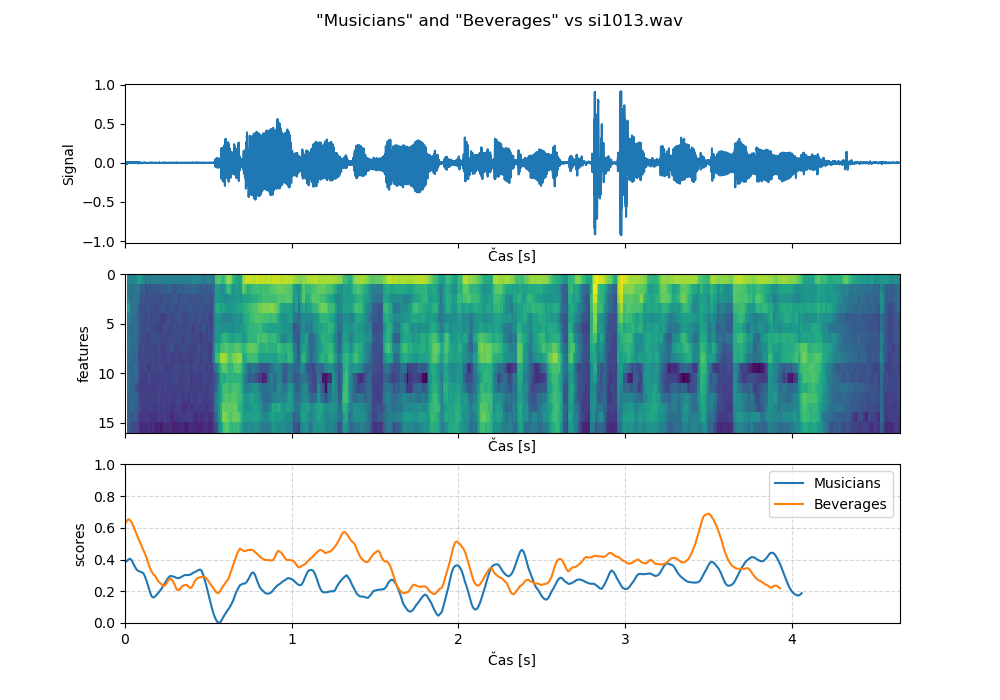 "Musicians" and "Beverages" vs si1013.wav
1.0
0.5
0.0
−0.5
−1.0
Signal
Čas [s]
0
5
10
15
features
Čas [s]
1.0
0.8
0.6
0.4
0.2
0.0
scores
Musicians
Beverages
0 1 2 3 4
Čas [s]